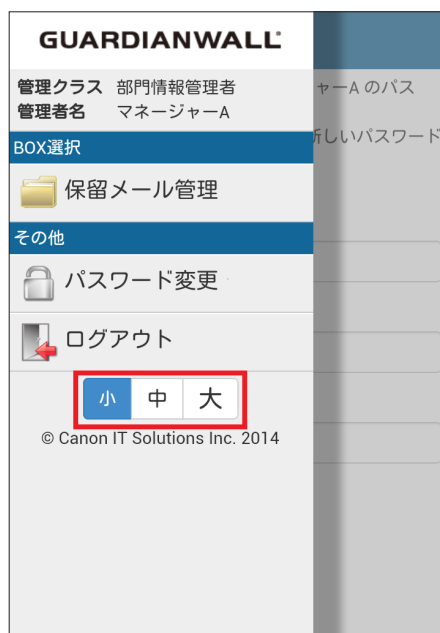 GUARDIANWALL
管理クラス 部門情報管理者
管理者名 マネージャーA
BOX選択
保留メール管理
その他
パスワード変更
ログアウト
小 中 大
© Canon IT Solutions Inc. 2014
ャーA のパス
新しいパスワード